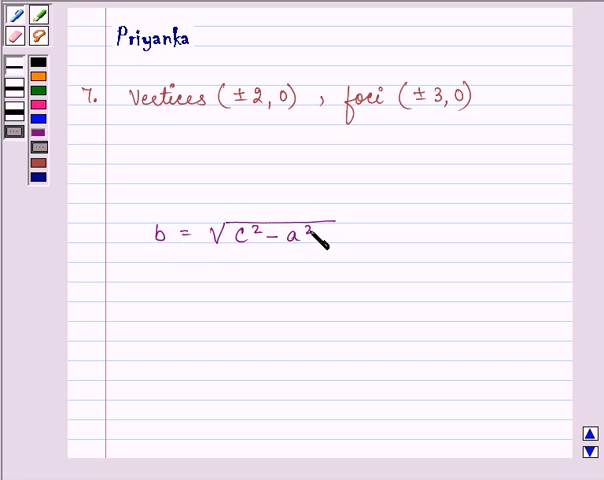 Priyanka
7. Vertices (±2,0) , foci (±3,0)
b = √c²-a²